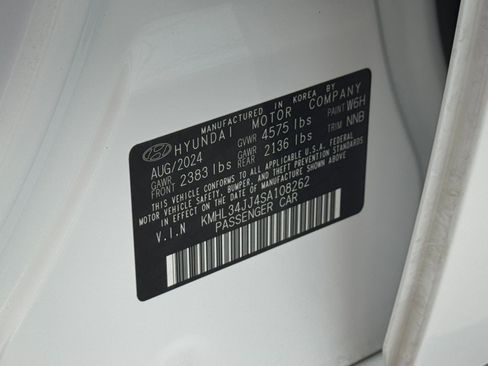 MANUFACTURED IN KOREA BY
HYUNDAI MOTOR COMPANY
AUG/2024 GVWR 4575 lbs PAINT W6H
GAWR FRONT 2383 lbs GAWR REAR 2136 lbs TRIM NNB
THIS VEHICLE CONFORMS TO ALL APPLICABLE U.S.A. FEDERAL
MOTOR VEHICLE SAFETY, BUMPER, AND THEFT PREVENTION
STANDARDS IN EFFECT ON THE DATE OF MANUFACTURE SHOWN ABOVE.
V.I.N KMHL34JJ4SA108262
PASSENGER CAR